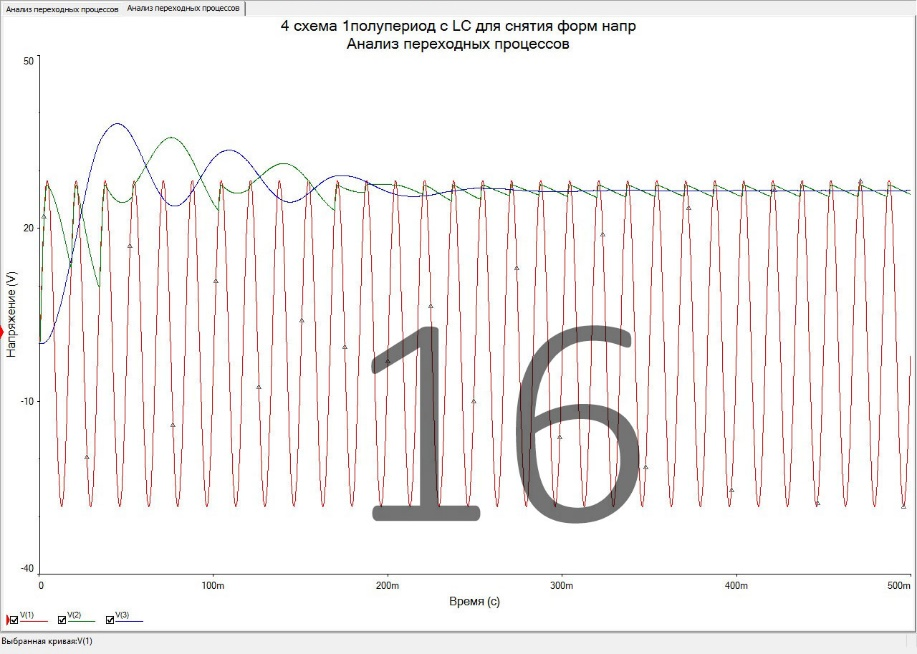 Анализ переходных процессов Анализ переходных процессов
4 схема 1полупериод с LC для снятия форм напр
Анализ переходных процессов
50
20
-10
-40
Напряжение (V)
0 100m 200m 300m 400m 500m
Время (с)
V(1) V(2) V(3)
Выбранная кривая:V(1)
16